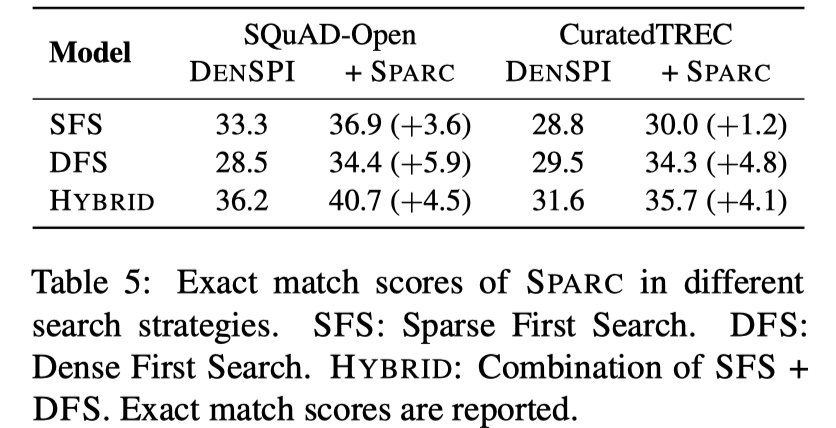 Model SQuAD-Open CuratedTREC
DENSPI + SPARC DENSPI + SPARC
SFS 33.3 36.9 (+3.6) 28.8 30.0 (+1.2)
DFS 28.5 34.4 (+5.9) 29.5 34.3 (+4.8)
HYBRID 36.2 40.7 (+4.5) 31.6 35.7 (+4.1)
Table 5: Exact match scores of SPARC in different
search strategies. SFS: Sparse First Search. DFS:
Dense First Search. HYBRID: Combination of SFS +
DFS. Exact match scores are reported.